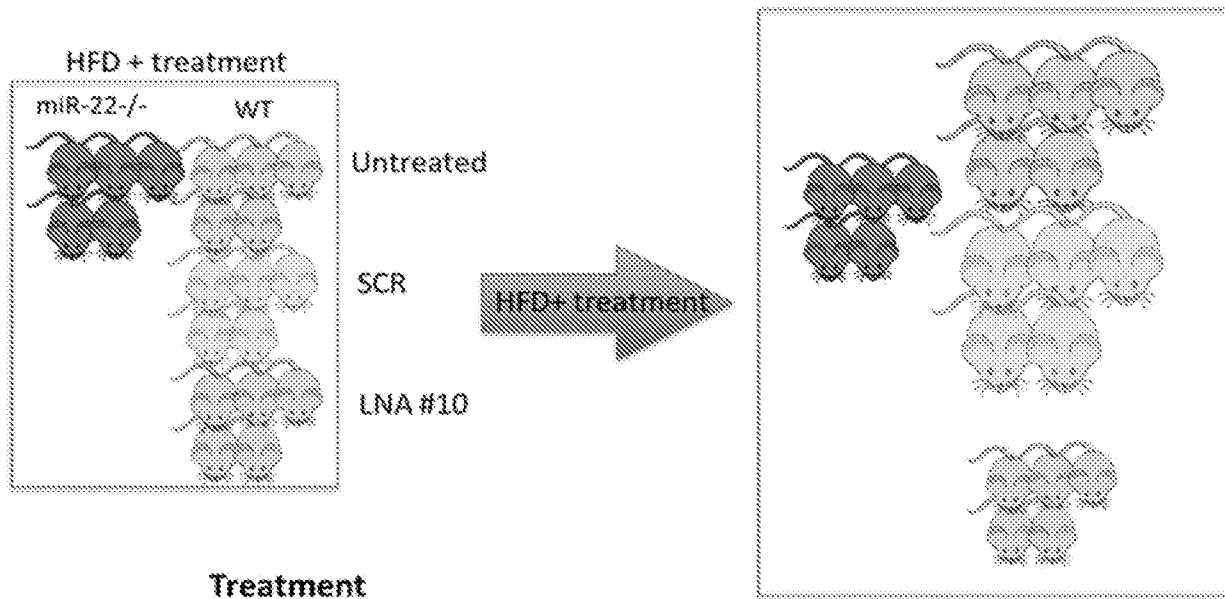 HFD + treatment
miR-22-/-
WT
Untreated
SCR
HFD+ treatment
LNA #10
Treatment